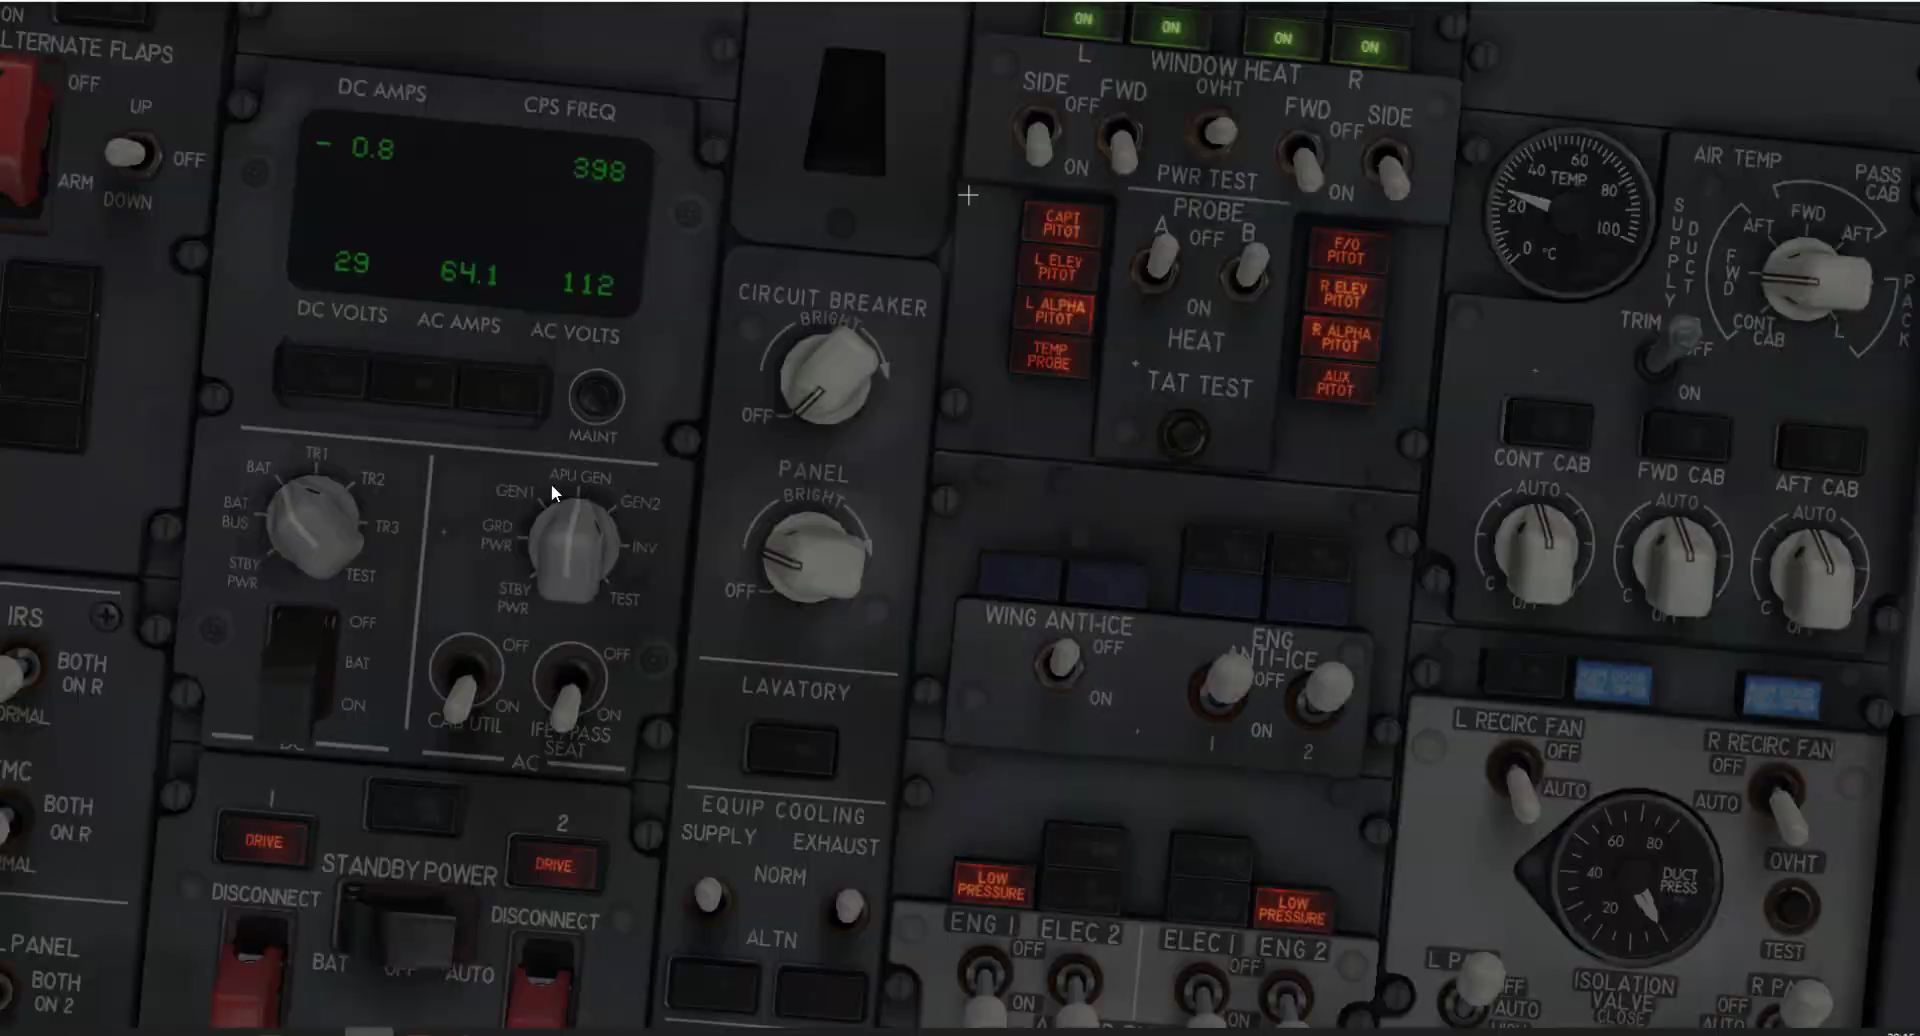 ON
ALTERNATE FLAPS
OFF
UP
OFF
ARM
DOWN
DC AMPS
CPS FREQ
- 0.8
398
29
64.1
112
DC VOLTS
AC AMPS
AC VOLTS
MAINT
BAT
TR1
TR2
BAT
BUS
TR3
STBY
PWR
TEST
GEN1
APU GEN
GEN2
GRD
PWR
INV
STBY
PWR
TEST
OFF
BAT
ON
OFF
ON
CAB UTIL
OFF
ON
IFE/PASS
SEAT
DC
AC
IRS
BOTH
ON R
BOTH
ON R
PANEL
BOTH
ON 2
1
DRIVE
2
DRIVE
STANDBY POWER
DISCONNECT
DISCONNECT
BAT
OFF
AUTO
CIRCUIT BREAKER
BRIGHT
OFF
PANEL
BRIGHT
OFF
LAVATORY
EQUIP COOLING
SUPPLY
EXHAUST
NORM
ALTN
ON
ON
ON
ON
L
WINDOW HEAT
R
SIDE
OFF
FWD
OVHT
FWD
OFF
SIDE
ON
PWR TEST
ON
CAPT
PITOT
L ELEV
PITOT
L ALPHA
PITOT
TEMP
PROBE
PROBE
A
OFF
B
ON
HEAT
TAT TEST
F/O
PITOT
R ELEV
PITOT
R ALPHA
PITOT
AUX
PITOT
WING ANTI-ICE
OFF
ON
ENG
ANTI-ICE
OFF
ON
1
2
LOW
PRESSURE
LOW
PRESSURE
ENG 1
ELEC 2
ELEC 1
ENG 2
OFF
OFF
ON
ON
0
20
40
60
80
100
TEMP
°C
AIR TEMP
PASS
CAB
SUPPLY
DUCT
AFT
FWD
AFT
FWD
CONT
CAB
L
PACK
TRIM
OFF
ON
CONT CAB
FWD CAB
AFT CAB
AUTO
AUTO
AUTO
C
OFF
C
OFF
C
OFF
L RECIRC FAN
OFF
AUTO
R RECIRC FAN
OFF
AUTO
20
40
60
80
DUCT
PRESS
OVHT
TEST
ISOLATION
VALVE
CLOSE
AUTO
OFF